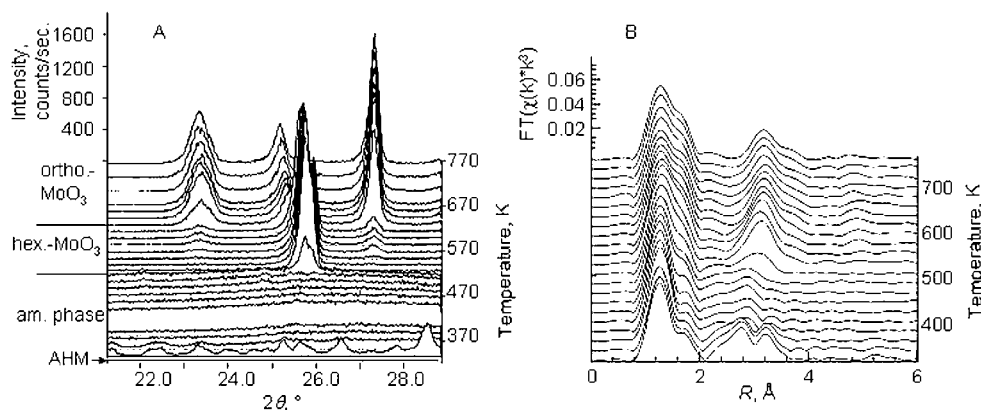 A
Intensity,
counts/sec.
1600
1200
800
400
ortho.-
MoO3
hex.-MoO3
am. phase
AHM
770
670
570
470
370
Temperature, K
22.0 24.0 26.0 28.0
2θ, °
B
FT(χ(k)*k³)
0.06
0.04
0.02
700
600
500
400
Temperature, K
0 2 4 6
R, Å